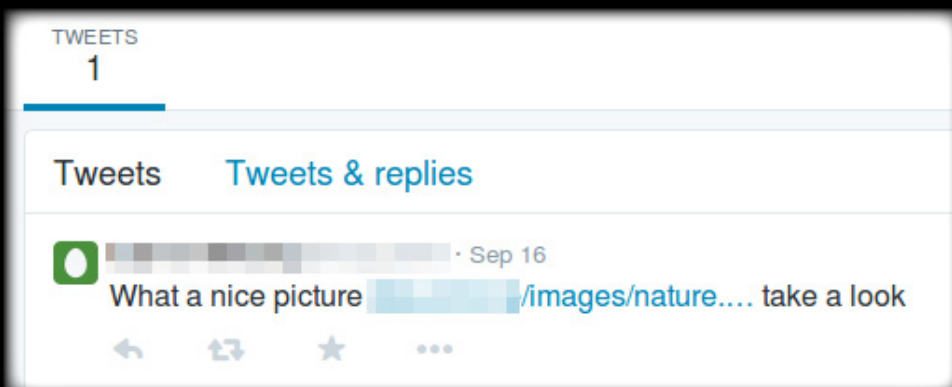 TWEETS
1
Tweets Tweets & replies
· Sep 16
What a nice picture /images/nature.… take a look